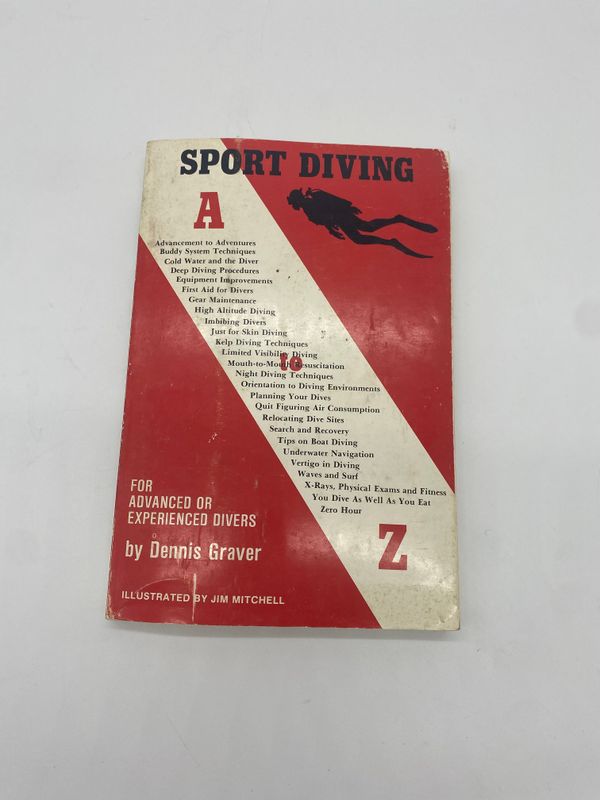 SPORT DIVING
A
Advancement to Adventures
Buddy System Techniques
Cold Water and the Diver
Deep Diving Procedures
Equipment Improvements
First Aid for Divers
Gear Maintenance
High Altitude Diving
Imbibing Divers
Just for Skin Diving
Kelp Diving Techniques
Limited Visibility Diving
to
Mouth-to-Mouth Resuscitation
Night Diving Techniques
Orientation to Diving Environments
Planning Your Dives
Quit Figuring Air Consumption
Relocating Dive Sites
Search and Recovery
Tips on Boat Diving
Underwater Navigation
Vertigo in Diving
Waves and Surf
X-Rays, Physical Exams and Fitness
You Dive As Well As You Eat
Zero Hour
Z
FOR
ADVANCED OR
EXPERIENCED DIVERS
by Dennis Graver
ILLUSTRATED BY JIM MITCHELL